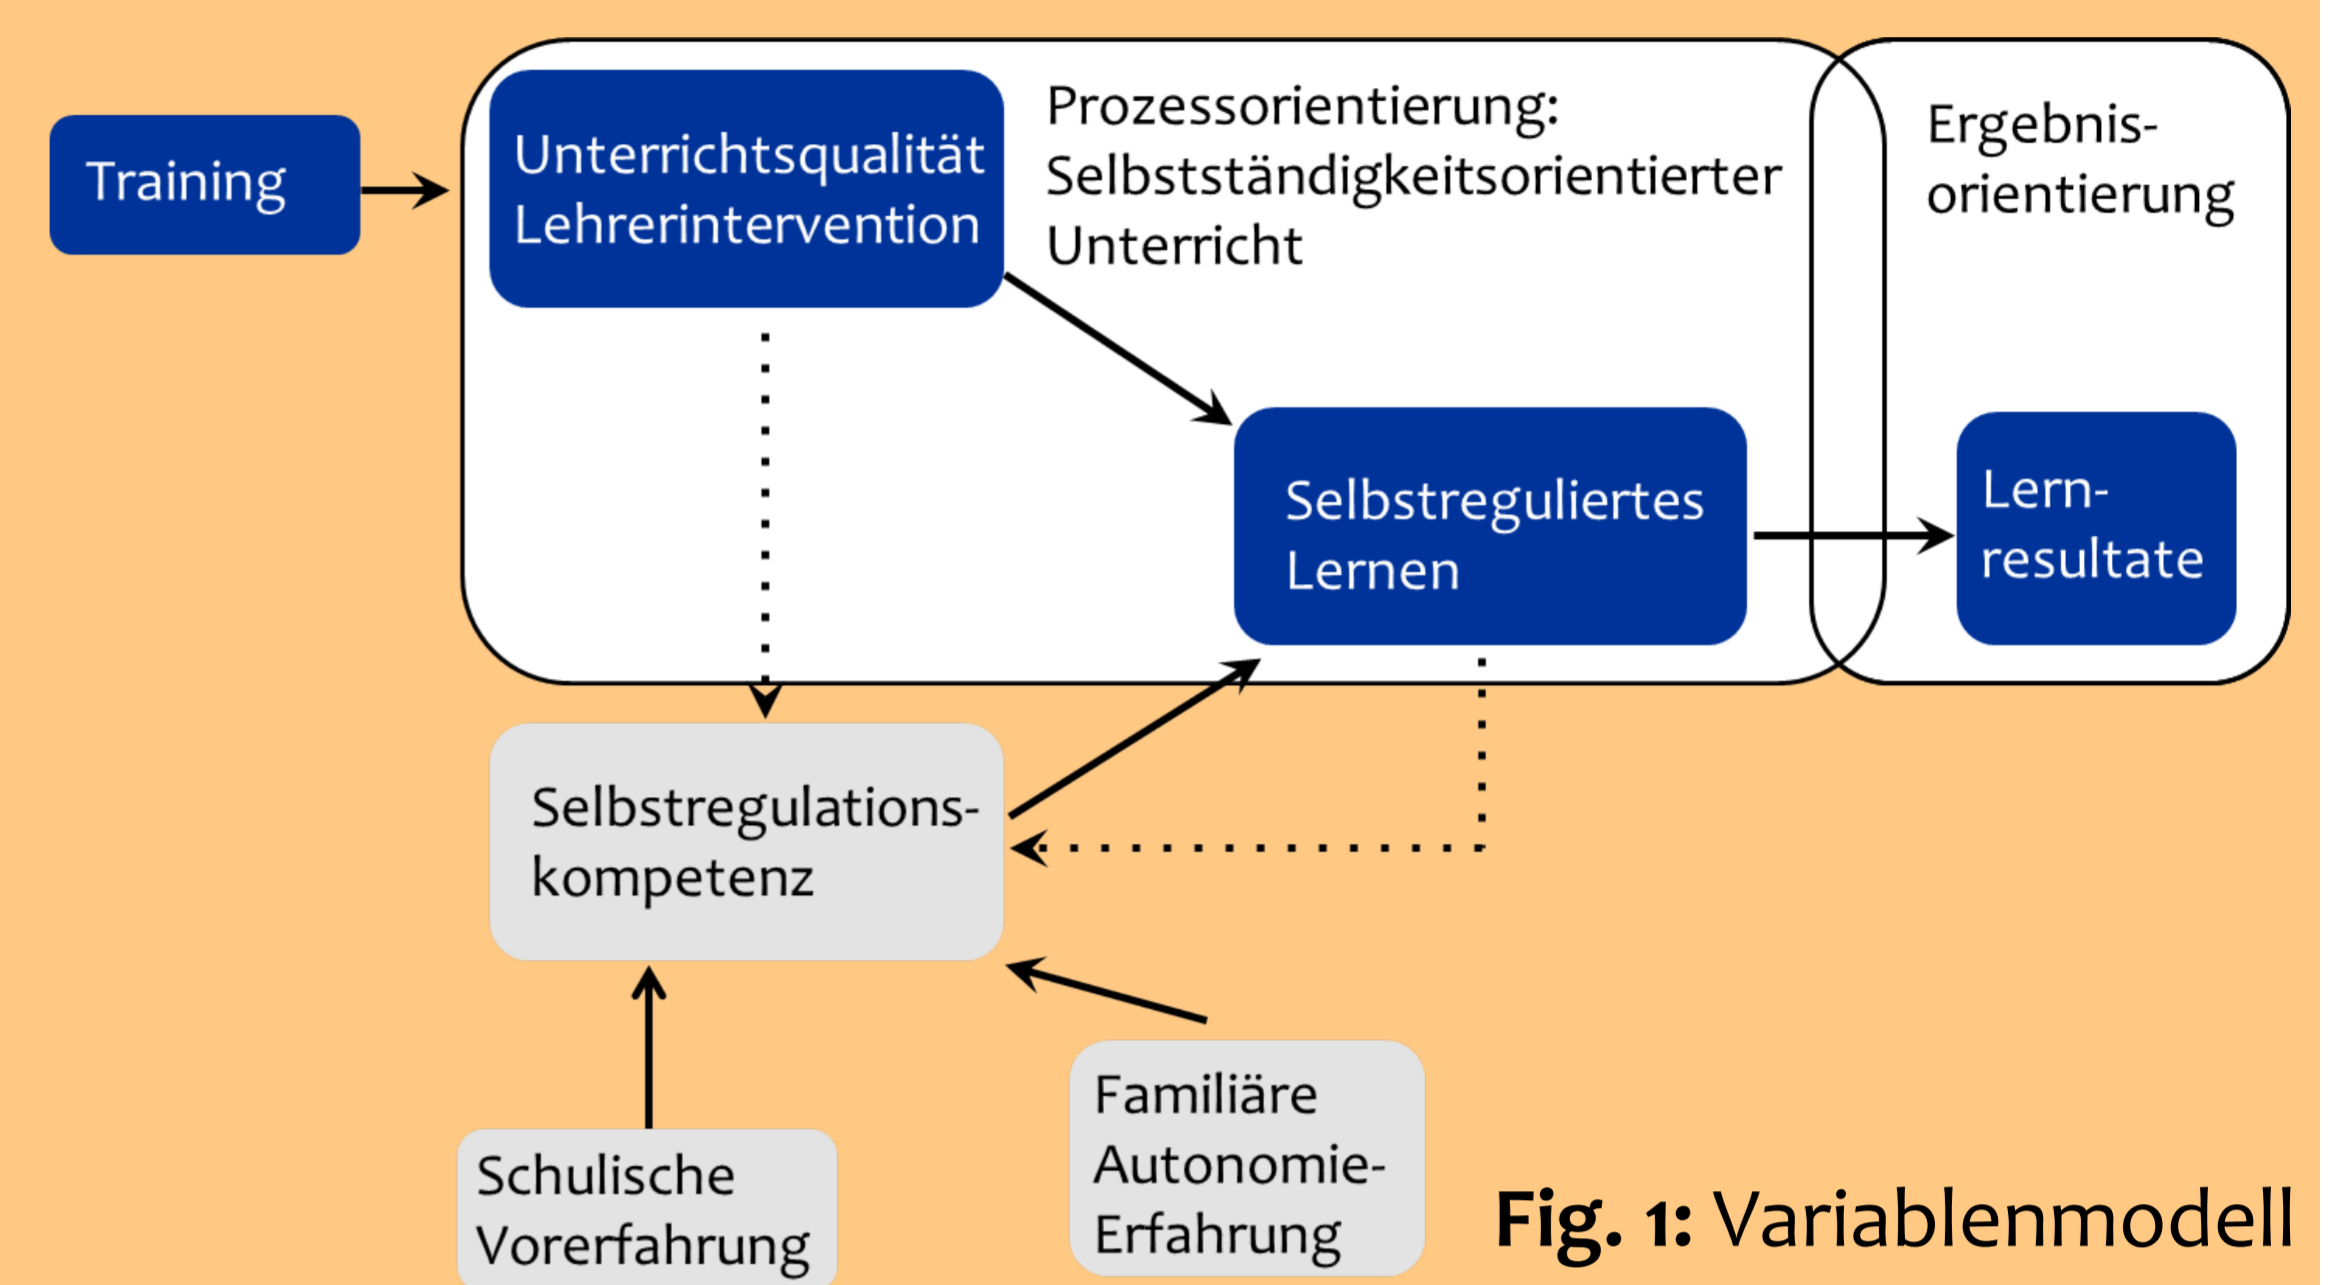 Training
Unterrichtsqualität
Lehrerintervention
Prozessorientierung:
Selbstständigkeitsorientierter
Unterricht
Ergebnis-
orientierung
Selbstreguliertes
Lernen
Lern-
resultate
Selbstregulations-
kompetenz
Schulische
Vorerfahrung
Familiäre
Autonomie-
Erfahrung
Fig. 1: Variablenmodell